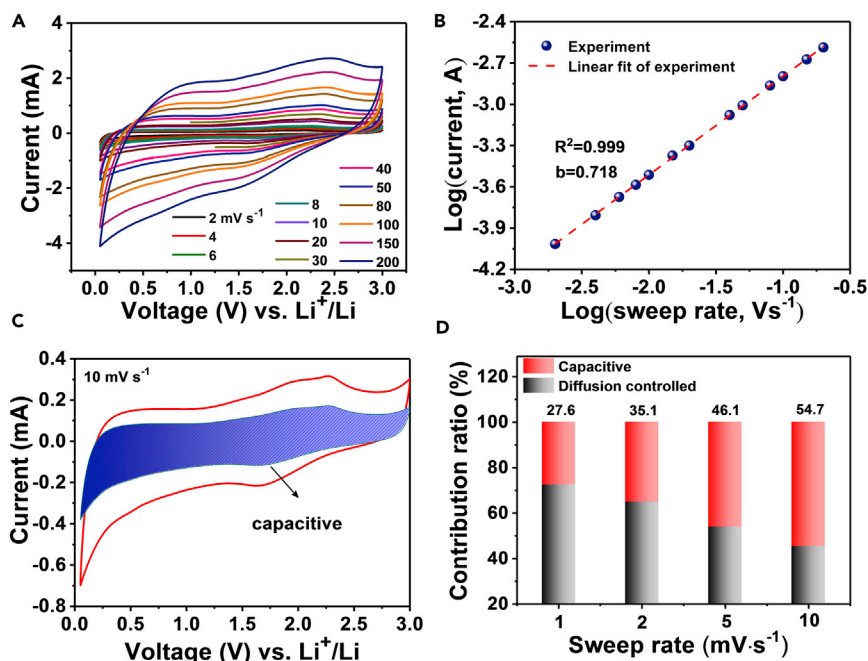 A
Current (mA)
4
2
0
-2
-4
2 mV s⁻¹
4
6
8
10
20
30
40
50
80
100
150
200
0.0 0.5 1.0 1.5 2.0 2.5 3.0
Voltage (V) vs. Li⁺/Li
B
Log(current, A)
-2.4
-2.7
-3.0
-3.3
-3.6
-3.9
-4.2
Experiment
Linear fit of experiment
R²=0.999
b=0.718
-3.0 -2.5 -2.0 -1.5 -1.0 -0.5
Log(sweep rate, Vs⁻¹)
C
Current (mA)
0.4
0.2
0.0
-0.2
-0.4
-0.6
-0.8
10 mV s⁻¹
capacitive
0.0 0.5 1.0 1.5 2.0 2.5 3.0
Voltage (V) vs. Li⁺/Li
D
Contribution ratio (%)
120
100
80
60
40
20
Capacitive
Diffusion controlled
27.6 35.1 46.1 54.7
1 2 5 10
Sweep rate (mV·s⁻¹)